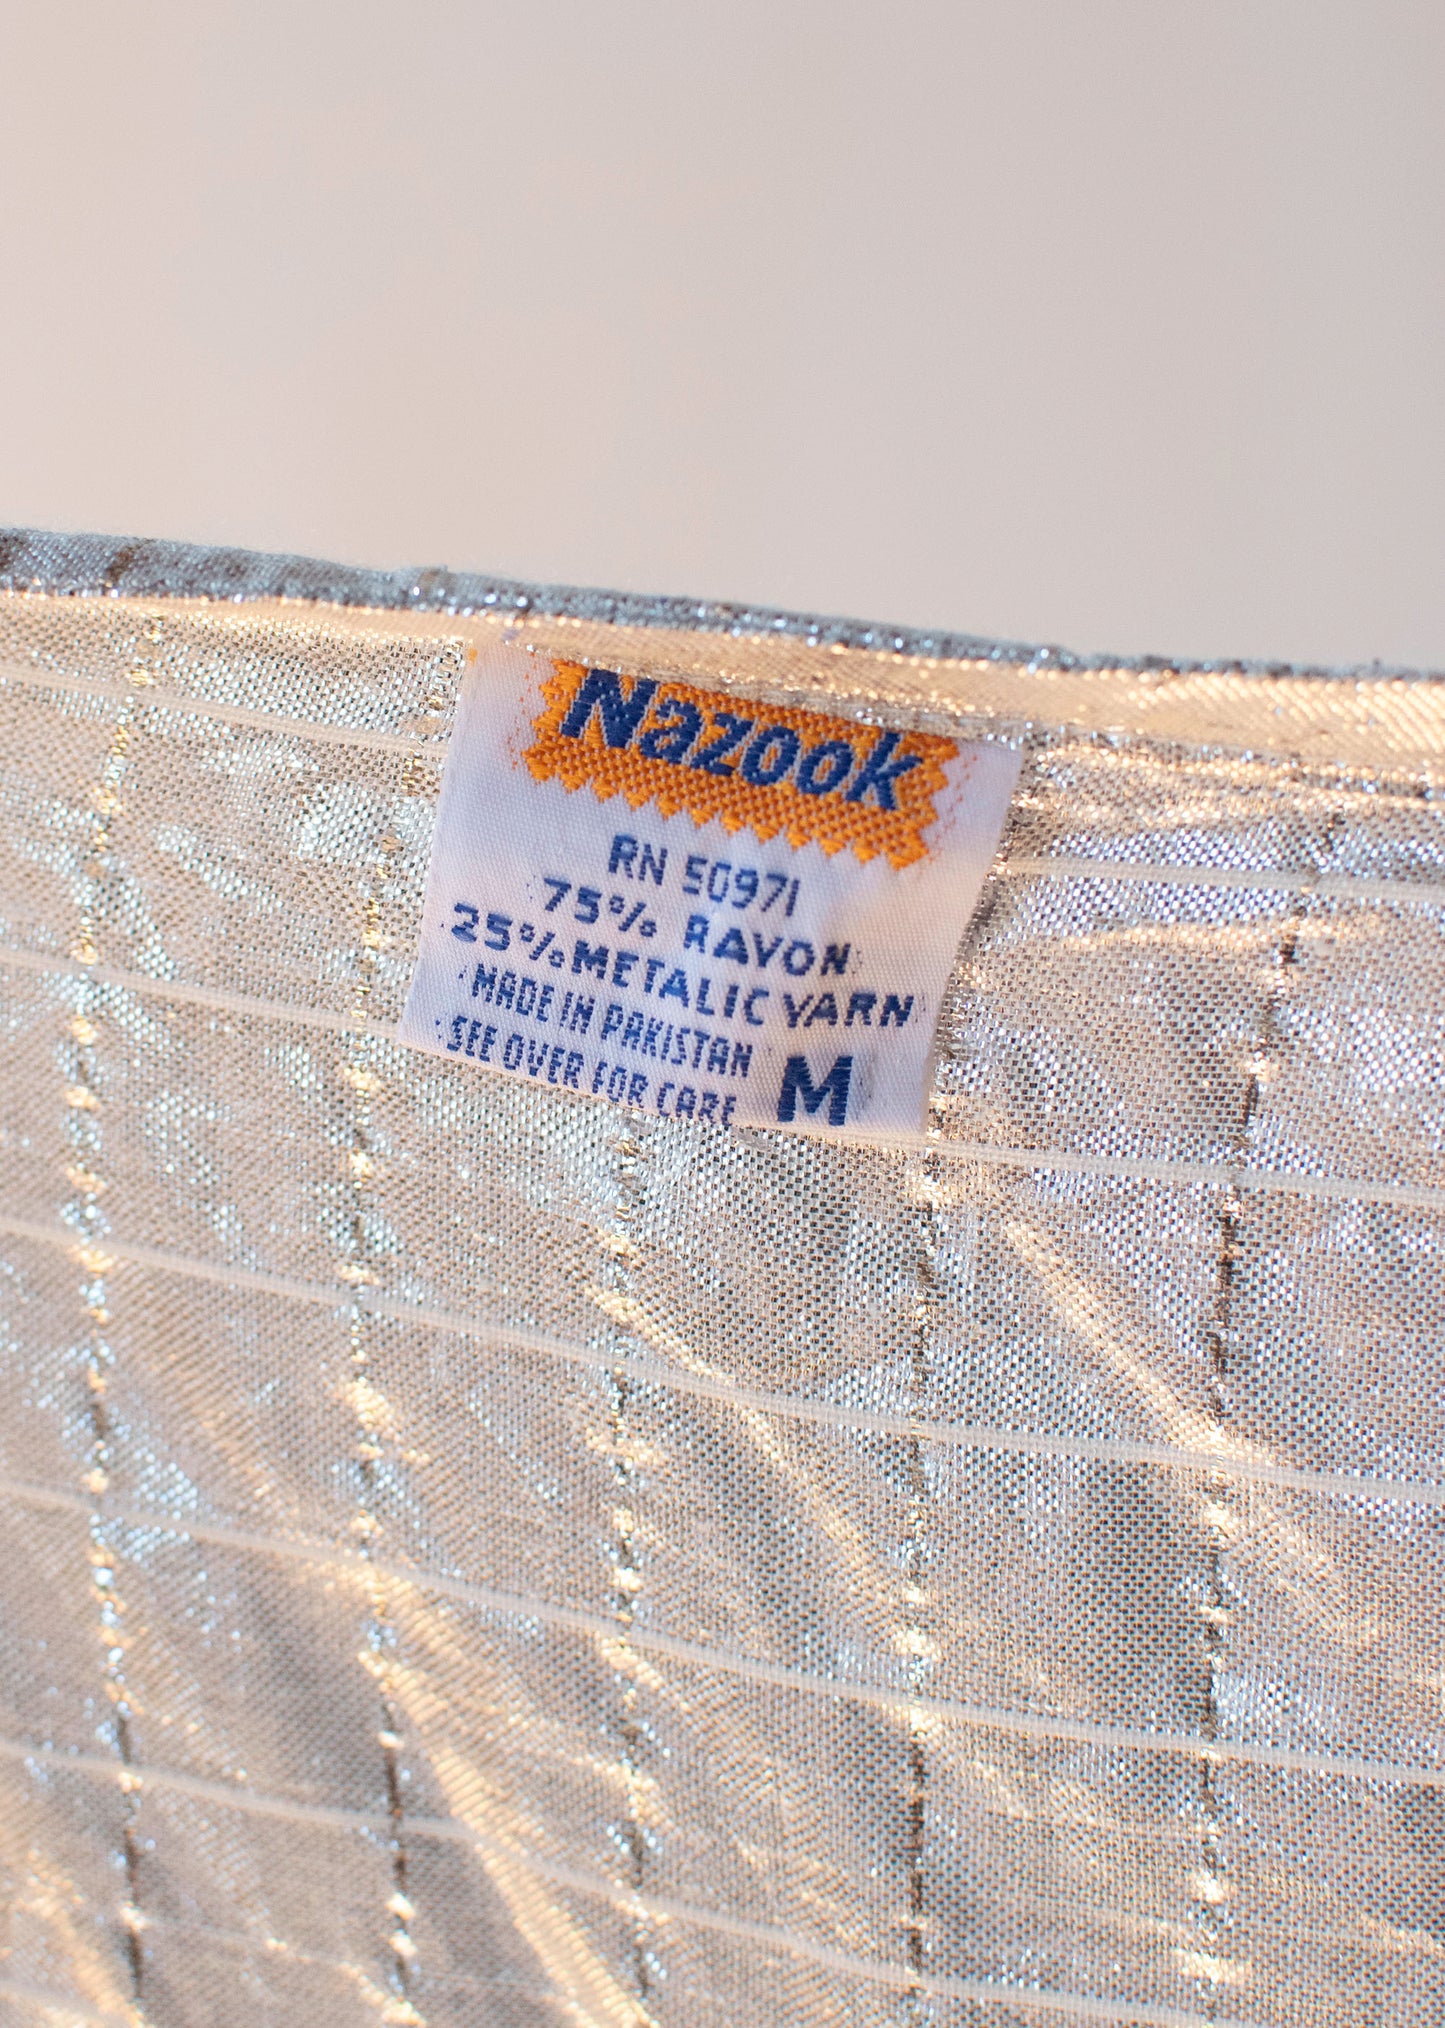 Nazook
RN 50971
75% RAYON
25% METALIC YARN
MADE IN PAKISTAN
SEE OVER FOR CARE
M